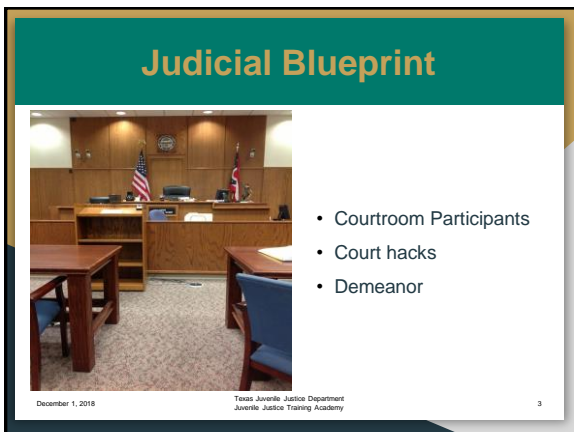 Judicial Blueprint
• Courtroom Participants
• Court hacks
• Demeanor
December 1, 2018
Texas Juvenile Justice Department
Juvenile Justice Training Academy
3